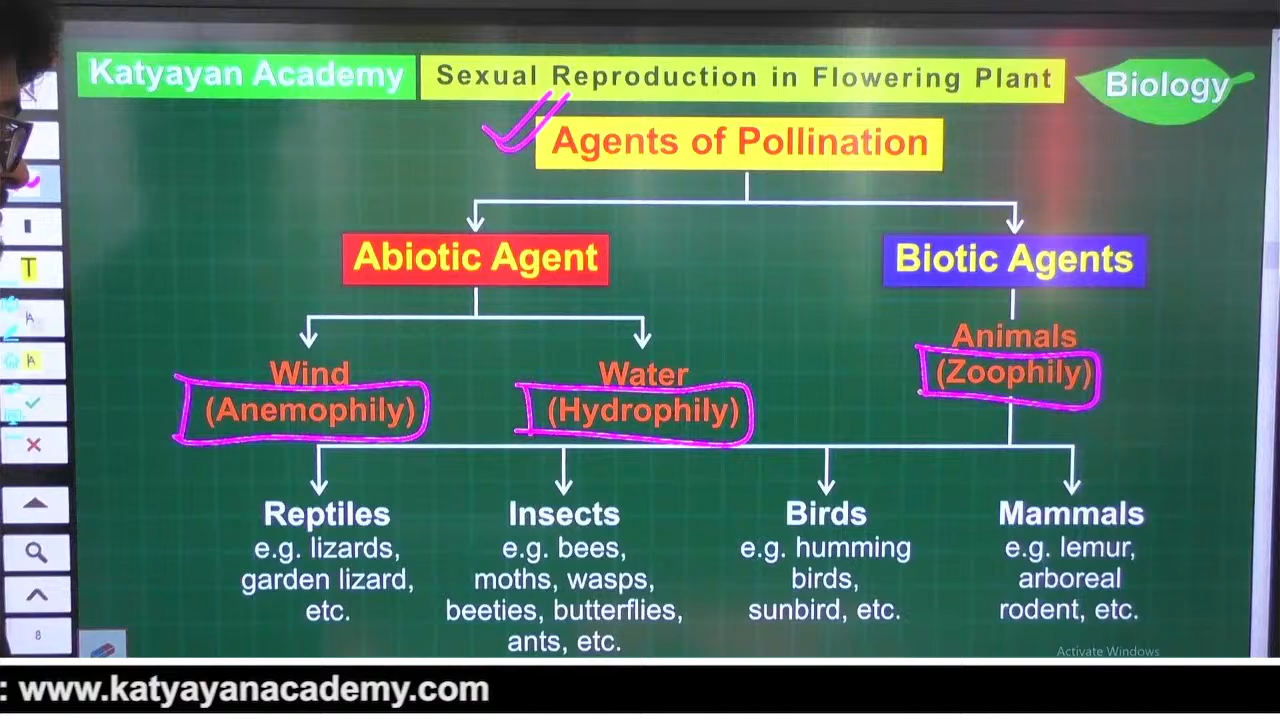 Katyayan Academy
Sexual Reproduction in Flowering Plant
Biology
Agents of Pollination
Abiotic Agent
Biotic Agents
Wind
(Anemophily)
Water
(Hydrophily)
Animals
(Zoophily)
Reptiles
e.g. lizards,
garden lizard,
etc.
Insects
e.g. bees,
moths, wasps,
beeties, butterflies,
ants, etc.
Birds
e.g. humming
birds,
sunbird, etc.
Mammals
e.g. lemur,
arboreal
rodent, etc.
T
A
A
8
Activate Windows
: www.katyayanacademy.com